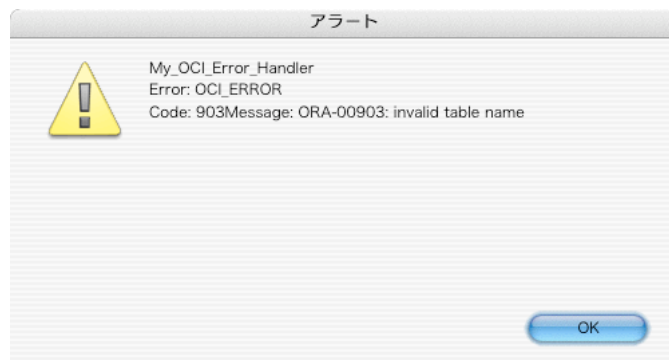 アラート
My_OCI_Error_Handler
Error: OCI_ERROR
Code: 903Message: ORA-00903: invalid table name
OK